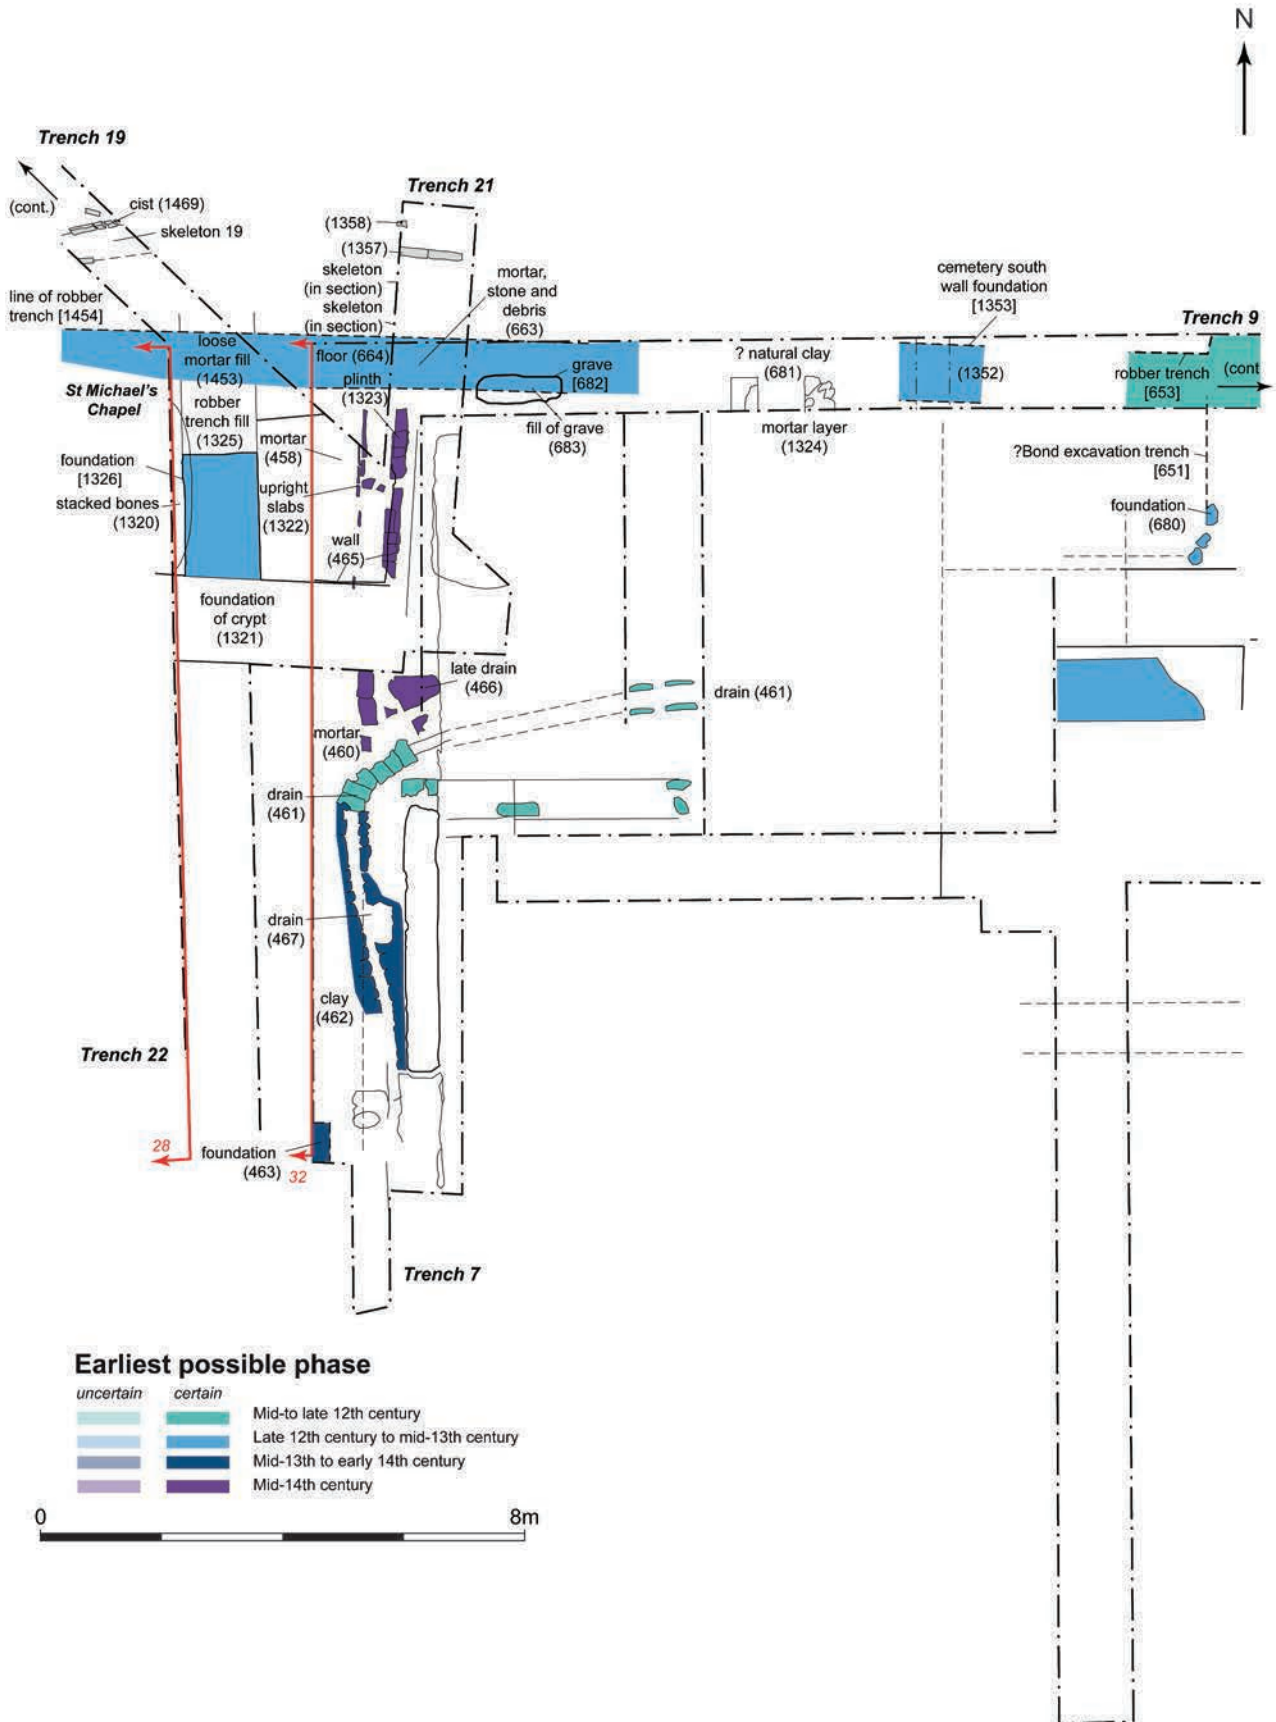 N
Trench 19
Trench 21
(cont.)
cist (1469)
skeleton 19
(1358)
(1357)
skeleton
(in section)
skeleton
(in section)
mortar,
stone and
debris
(663)
cemetery south
wall foundation
[1353]
Trench 9
line of robber
trench [1454]
loose
mortar fill
(1453)
floor (664)
plinth
(1323)
grave
[682]
? natural clay
(681)
(1352)
robber trench
[653]
(cont
St Michael's
Chapel
robber
trench fill
(1325)
mortar
(458)
fill of grave
(683)
mortar layer
(1324)
?Bond excavation trench
[651]
foundation
[1326]
stacked bones
(1320)
upright
slabs
(1322)
wall
(465)
foundation
(680)
foundation
of crypt
(1321)
late drain
(466)
drain (461)
mortar
(460)
drain
(461)
drain
(467)
clay
(462)
Trench 22
28
foundation
(463)
32
Trench 7
Earliest possible phase
uncertain certain
Mid-to late 12th century
Late 12th century to mid-13th century
Mid-13th to early 14th century
Mid-14th century
0 8m